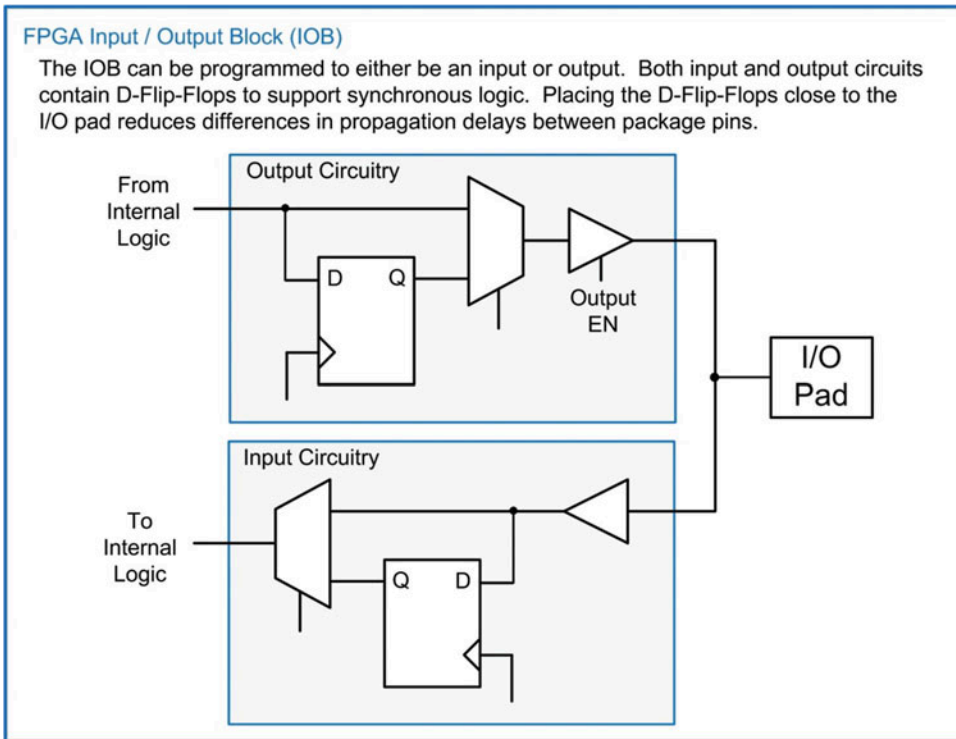 FPGA Input / Output Block (IOB)
The IOB can be programmed to either be an input or output. Both input and output circuits
contain D-Flip-Flops to support synchronous logic. Placing the D-Flip-Flops close to the
I/O pad reduces differences in propagation delays between package pins.
Output Circuitry
From
Internal
Logic
D Q
Output
EN
I/O
Pad
Input Circuitry
To
Internal
Logic
Q D